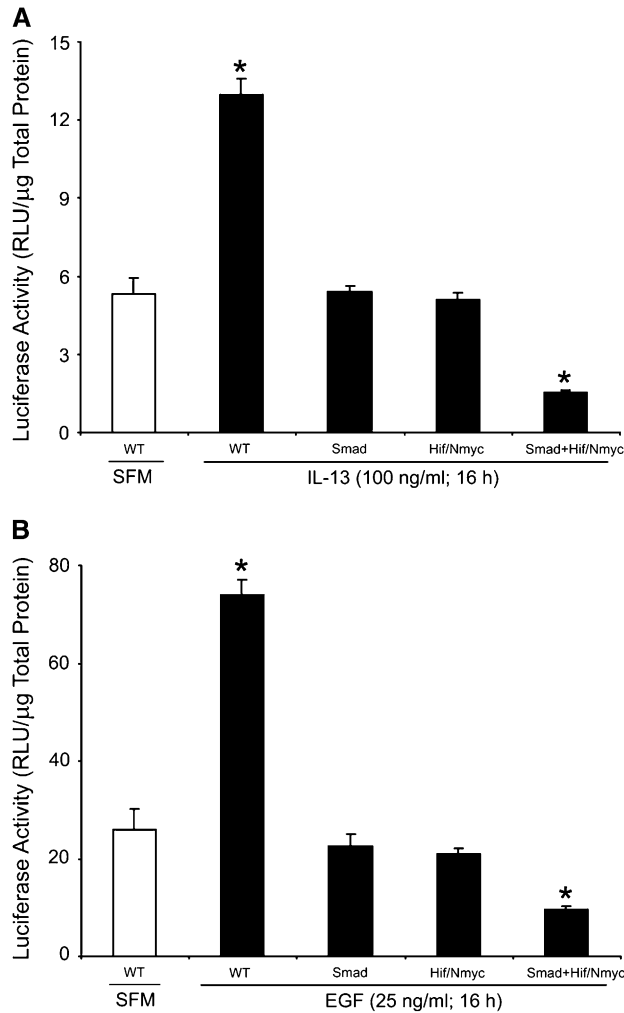 A
Luciferase Activity (RLU/µg Total Protein)
15
12
9
6
3
0
*
*
WT WT Smad Hif/Nmyc Smad+Hif/Nmyc
SFM IL-13 (100 ng/ml; 16 h)
B
Luciferase Activity (RLU/µg Total Protein)
80
60
40
20
0
*
*
WT WT Smad Hif/Nmyc Smad+Hif/Nmyc
SFM EGF (25 ng/ml; 16 h)